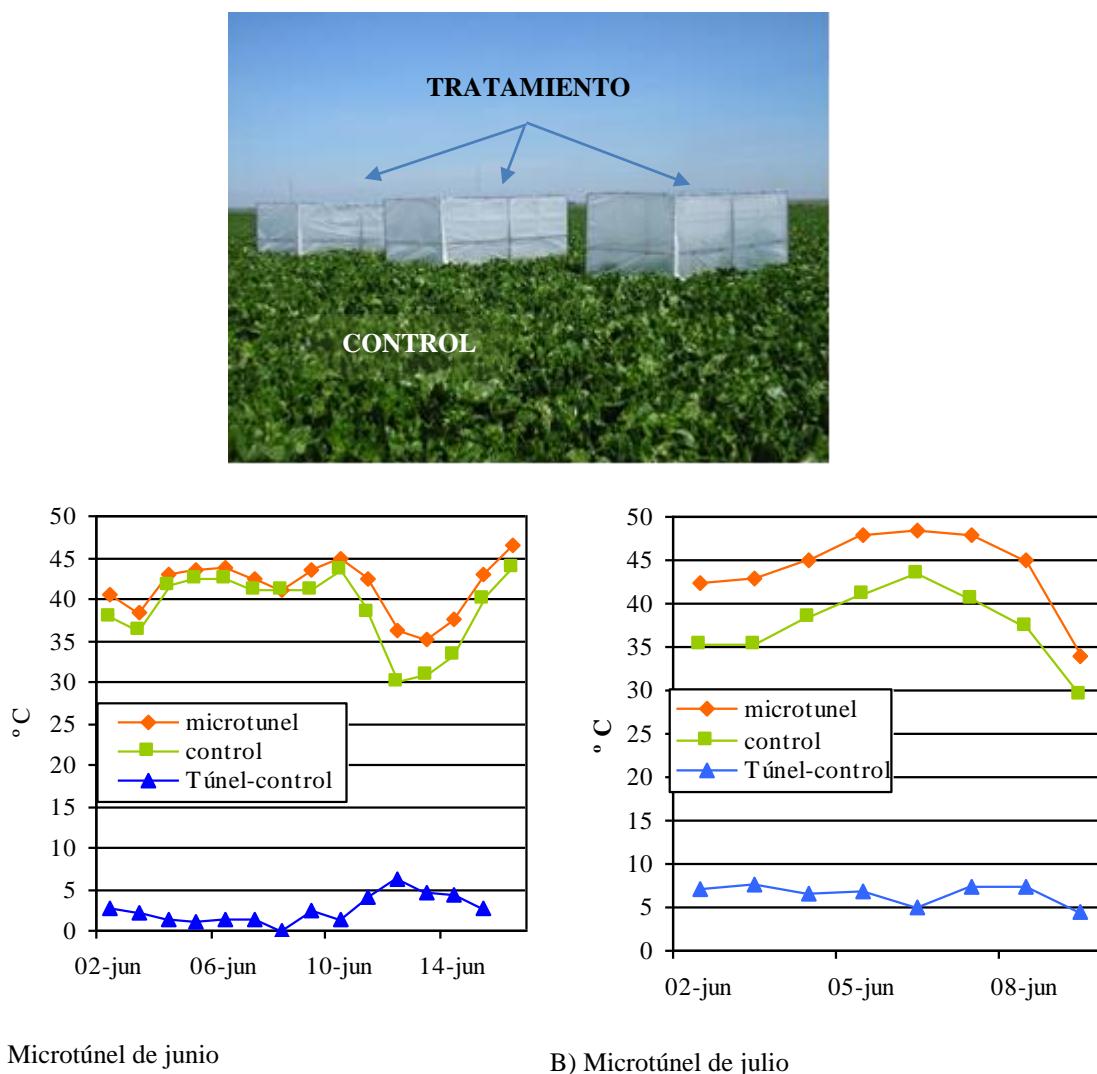 TRATAMIENTO
CONTROL
50
45
40
35
30
25
20
15
10
5
0
ºC
microtunel
control
Túnel-control
02-jun 06-jun 10-jun 14-jun
Microtúnel de junio
50
45
40
35
30
25
20
15
10
5
0
º C
microtunel
control
Túnel-control
02-jun 05-jun 08-jun
B) Microtúnel de julio